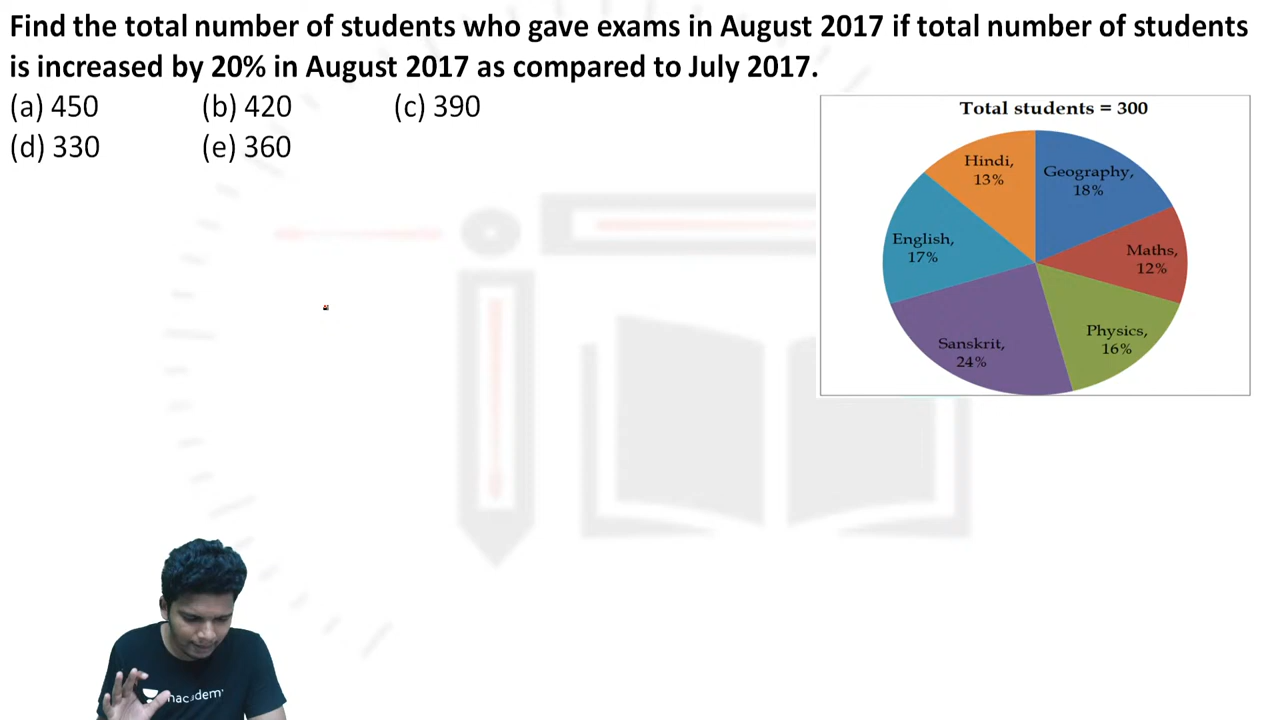 Find the total number of students who gave exams in August 2017 if total number of students
is increased by 20% in August 2017 as compared to July 2017.
(a) 450 (b) 420 (c) 390
(d) 330 (e) 360
Total students = 300
Hindi,
13%
Geography,
18%
English,
17%
Maths,
12%
Physics,
16%
Sanskrit,
24%
nacademy